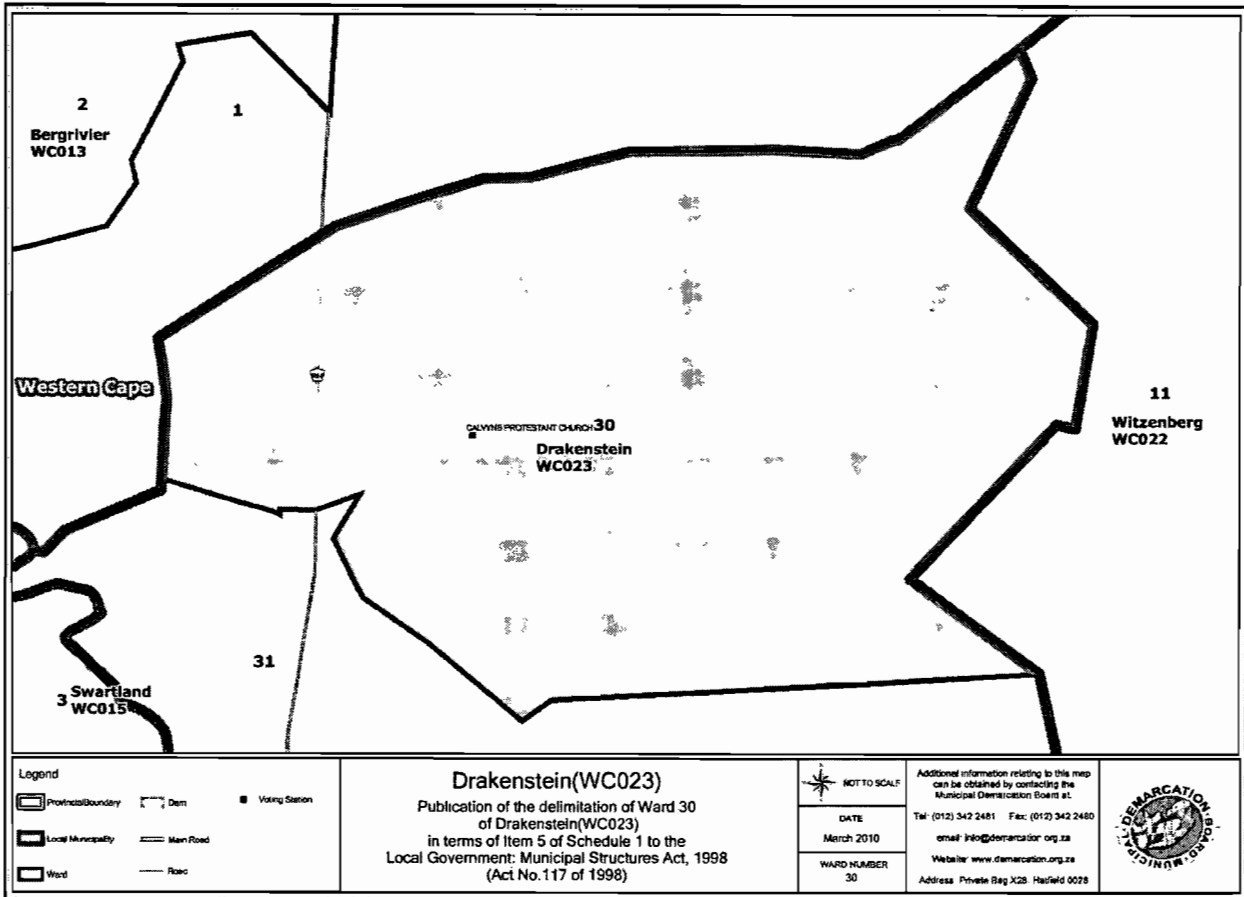 2
Bergrivier
WC013
1
Western Cape
CALVYNS PROTESTANT CHURCH
30
Drakenstein
WC023
11
Witzenberg
WC022
31
3
Swartland
WC015
Legend
Provincial Boundary
Dam
Voting Station
Local Municipality
Main Road
Ward
Road
Drakenstein(WC023)
Publication of the delimitation of Ward 30
of Drakenstein(WC023)
in terms of Item 5 of Schedule 1 to the
Local Government: Municipal Structures Act, 1998
(Act No.117 of 1998)
NOT TO SCALE
DATE
March 2010
WARD NUMBER
30
Additional information relating to this map
can be obtained by contacting the
Municipal Demarcation Board at.
Tel: (012) 342 2481 Fax: (012) 342 2480
email: info@demarcation.org.za
Website: www.demarcation.org.za
Address: Private Bag X28, Hatfield 0028
MUNICIPAL DEMARCATION BOARD